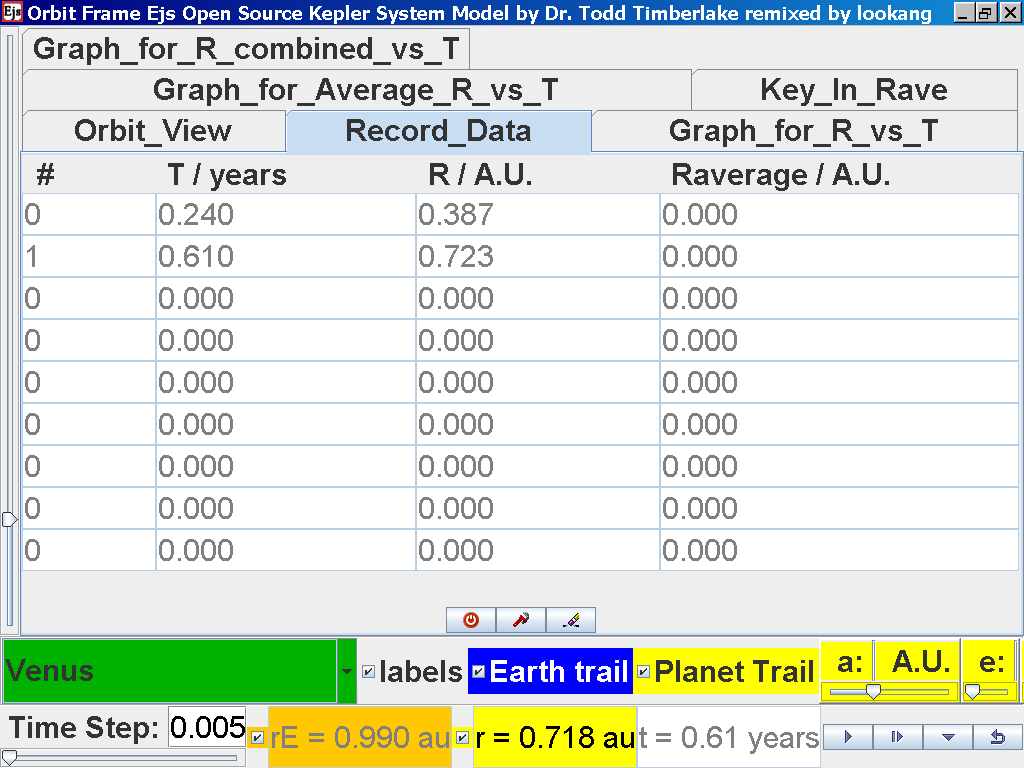 Ejs Orbit Frame Ejs Open Source Kepler System Model by Dr. Todd Timberlake remixed by lookang
Graph_for_R_combined_vs_T
Graph_for_Average_R_vs_T Key_In_Rave
Orbit_View Record_Data Graph_for_R_vs_T
# T / years R / A.U. Raverage / A.U.
0 0.240 0.387 0.000
1 0.610 0.723 0.000
0 0.000 0.000 0.000
0 0.000 0.000 0.000
0 0.000 0.000 0.000
0 0.000 0.000 0.000
0 0.000 0.000 0.000
0 0.000 0.000 0.000
0 0.000 0.000 0.000
Venus labels Earth trail Planet Trail a: A.U. e:
Time Step: 0.005 rE = 0.990 au r = 0.718 au t = 0.61 years